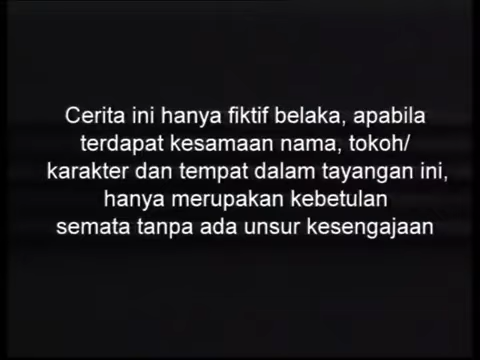 Cerita ini hanya fiktif belaka, apabila
terdapat kesamaan nama, tokoh/
karakter dan tempat dalam tayangan ini,
hanya merupakan kebetulan
semata tanpa ada unsur kesengajaan